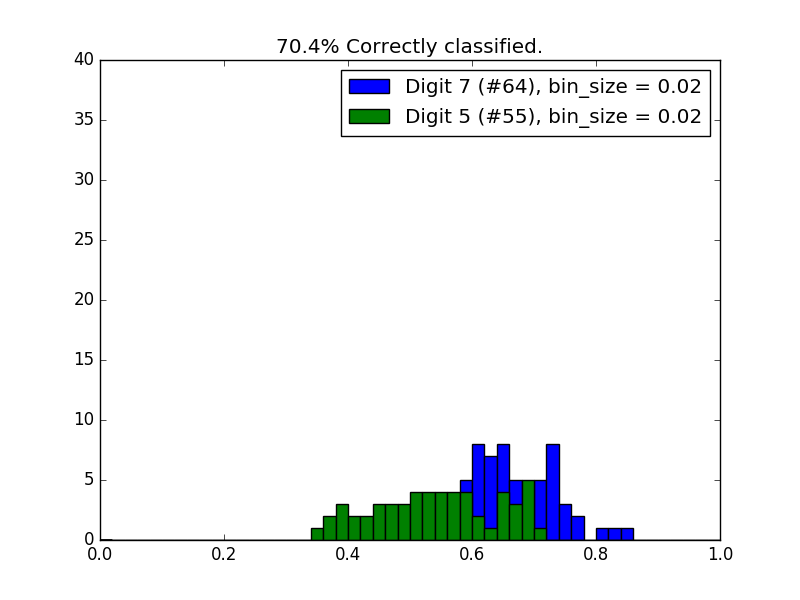 70.4% Correctly classified.
Digit 7 (#64), bin_size = 0.02
Digit 5 (#55), bin_size = 0.02
40
35
30
25
20
15
10
5
0
0.0 0.2 0.4 0.6 0.8 1.0